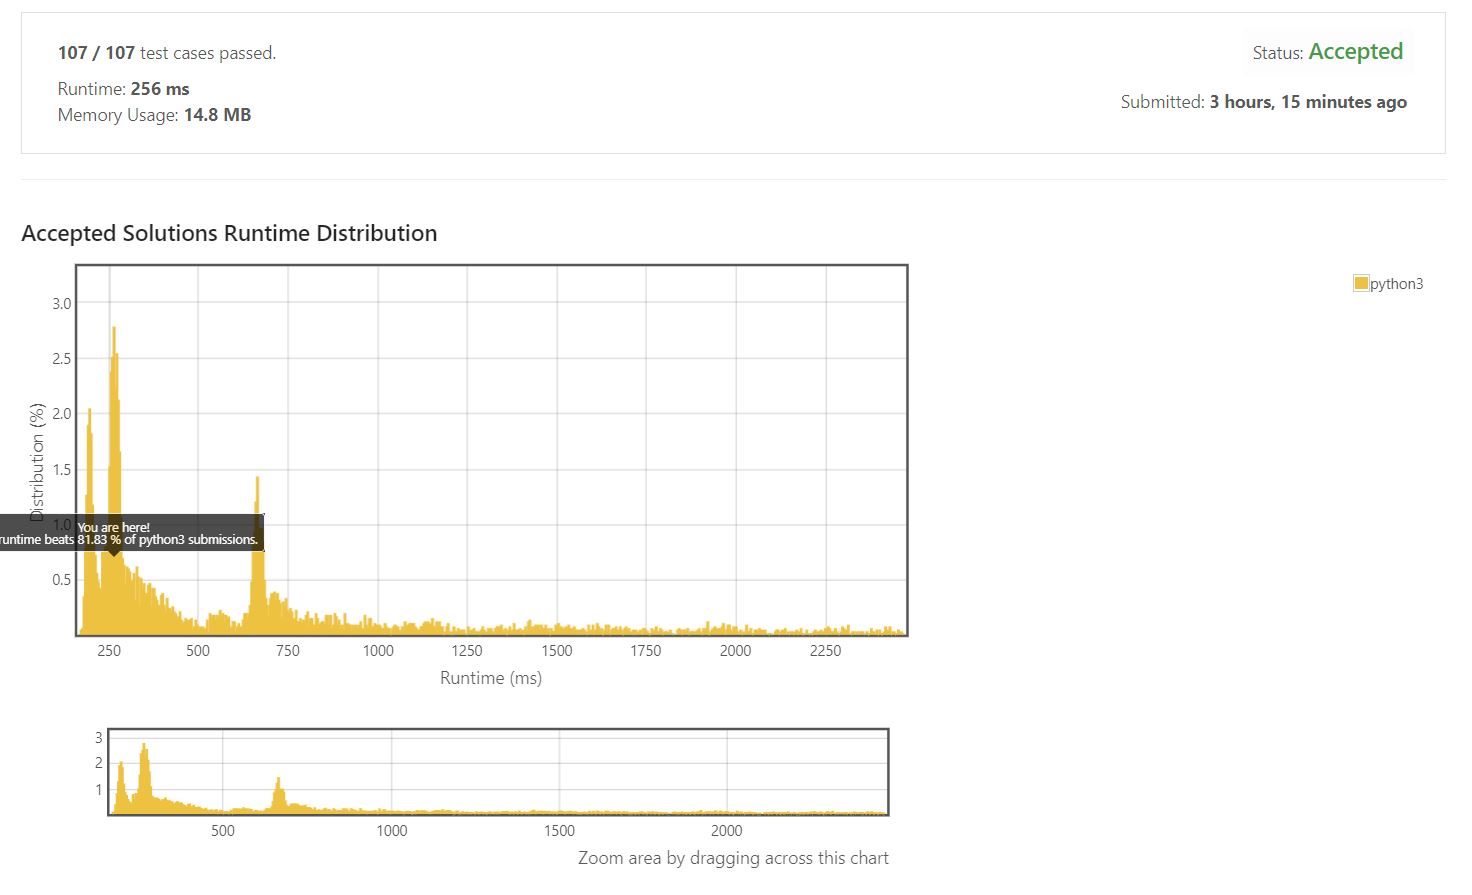 107 / 107 test cases passed.
Status: Accepted
Runtime: 256 ms
Memory Usage: 14.8 MB
Submitted: 3 hours, 15 minutes ago
Accepted Solutions Runtime Distribution
python3
3.0
2.5
2.0
1.5
1.0
0.5
Distribution (%)
You are here!
runtime beats 81.83 % of python3 submissions.
250 500 750 1000 1250 1500 1750 2000 2250
Runtime (ms)
3
2
1
500 1000 1500 2000
Zoom area by dragging across this chart